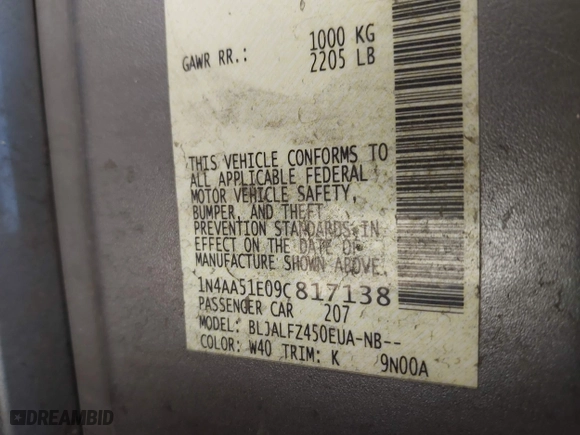 GAWR RR.: 1000 KG
2205 LB
THIS VEHICLE CONFORMS TO
ALL APPLICABLE FEDERAL
MOTOR VEHICLE SAFETY,
BUMPER, AND THEFT
PREVENTION STANDARDS IN
EFFECT ON THE DATE OF
MANUFACTURE SHOWN ABOVE.
1N4AA51E09C817138
PASSENGER CAR 207
MODEL: BLJALFZ450EUA-NB--
COLOR: W40 TRIM: K 9N00A
DREAMBID